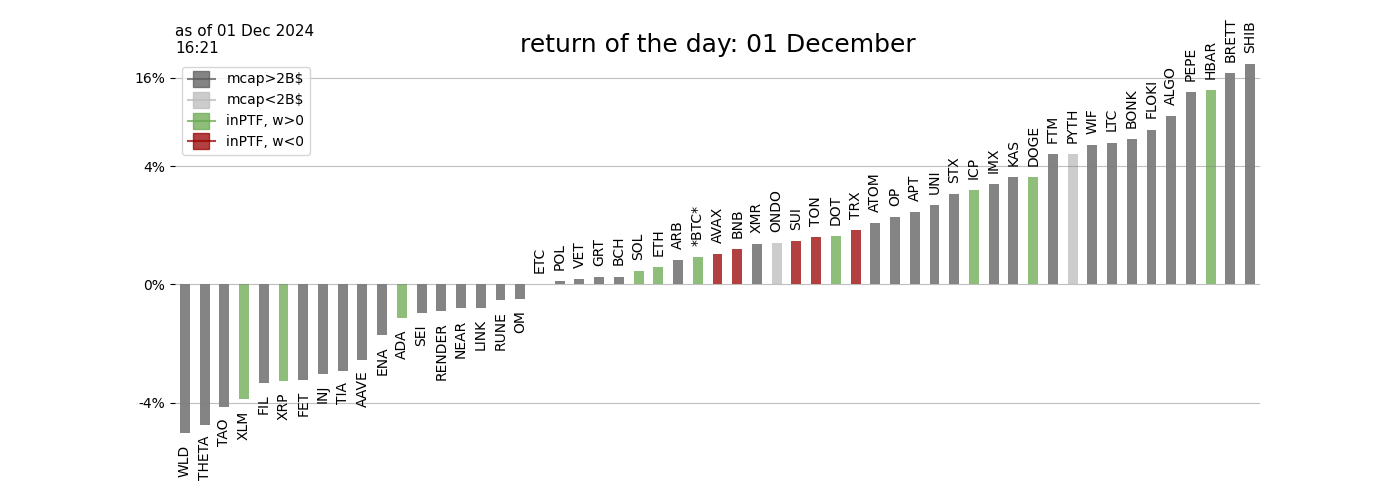 as of 01 Dec 2024
16:21
return of the day: 01 December
mcap>2B$
mcap<2B$
inPTF, w>0
inPTF, w<0
16%
4%
0%
-4%
WLD
THETA
TAO
XLM
FIL
XRP
FET
INJ
TIA
AAVE
ENA
ADA
SEI
RENDER
NEAR
LINK
RUNE
OM
ETC
POL
VET
GRT
BCH
SOL
ETH
ARB
*BTC*
AVAX
BNB
XMR
ONDO
SUI
TON
DOT
TRX
ATOM
OP
APT
UNI
STX
ICP
IMX
KAS
DOGE
FTM
PYTH
WIF
LTC
BONK
FLOKI
ALGO
PEPE
HBAR
BRETT
SHIB